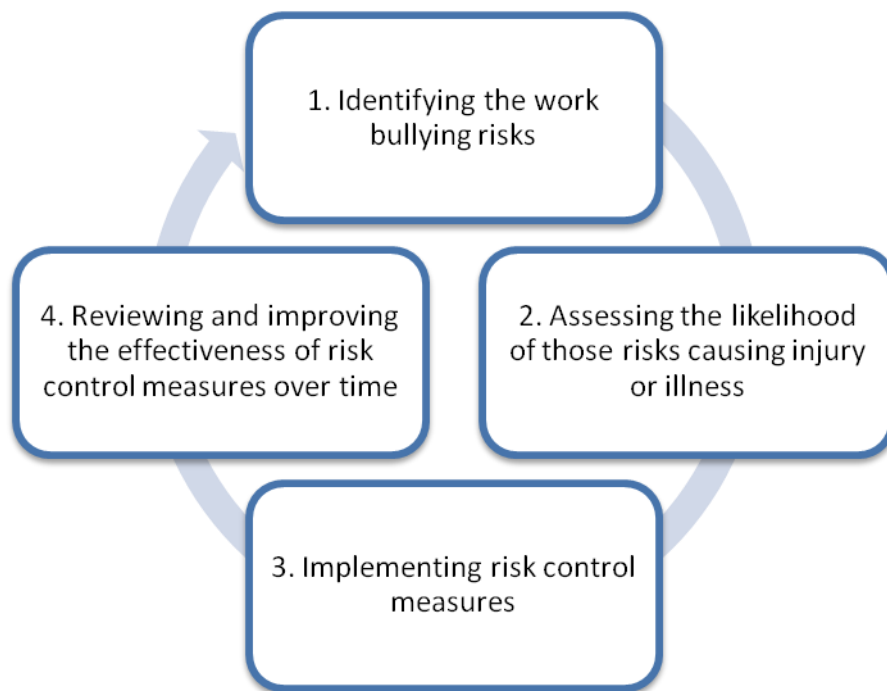 1. Identifying the work
bullying risks
2. Assessing the likelihood
of those risks causing injury
or illness
3. Implementing risk control
measures
4. Reviewing and improving
the effectiveness of risk
control measures over time